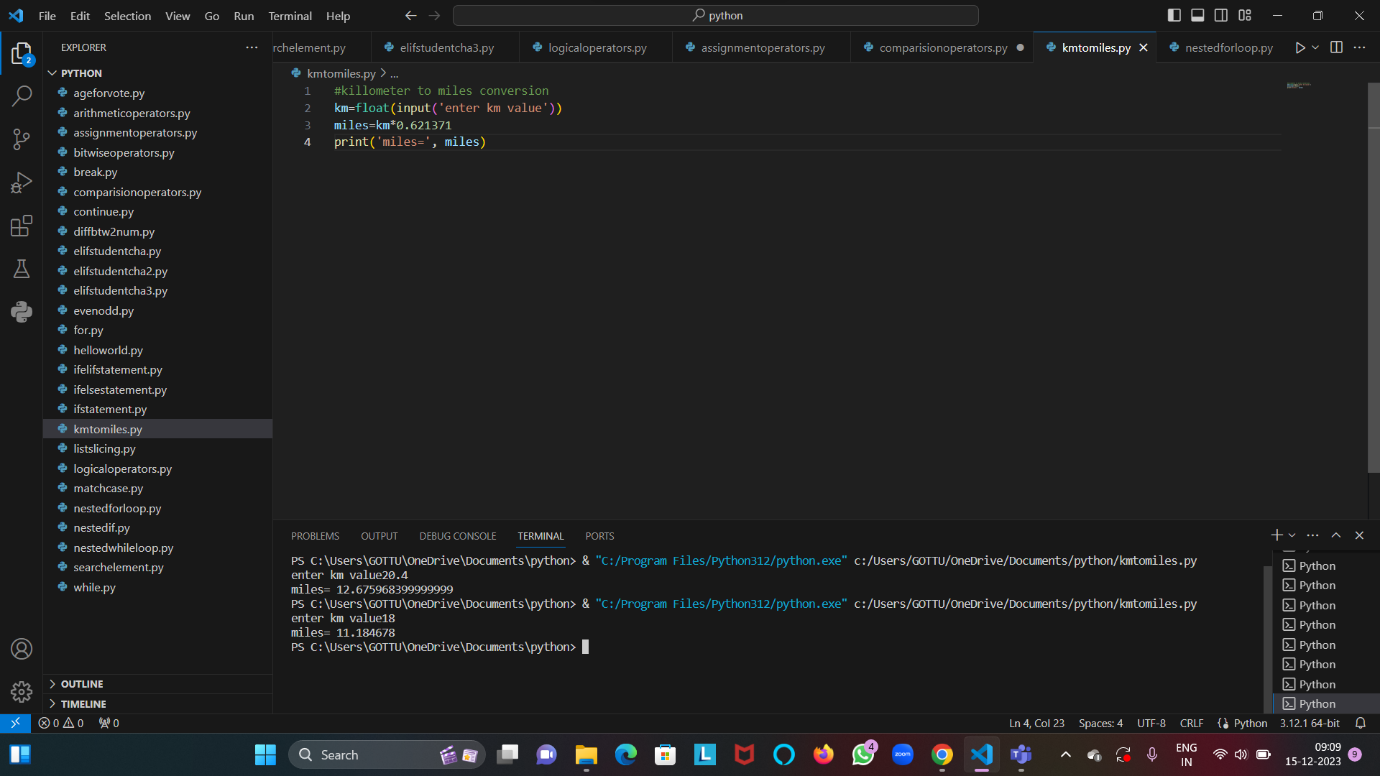 File Edit Selection View Go Run Terminal Help
python
EXPLORER
PYTHON
2
ageforvote.py
arithmeticoperators.py
assignmentoperators.py
bitwiseoperators.py
break.py
comparisionoperators.py
continue.py
diffbtw2num.py
elifstudentcha.py
elifstudentcha2.py
elifstudentcha3.py
evenodd.py
for.py
helloworld.py
ifelifstatement.py
ifelsestatement.py
ifstatement.py
kmtomiles.py
listslicing.py
logicaloperators.py
matchcase.py
nestedforloop.py
nestedif.py
nestedwhileloop.py
searchelement.py
while.py
OUTLINE
TIMELINE
rchelement.py elifstudentcha3.py logicaloperators.py assignmentoperators.py comparisionoperators.py kmtomiles.py nestedforloop.py
kmtomiles.py > ...
1 #killometer to miles conversion
2 km=float(input('enter km value'))
3 miles=km*0.621371
4 print('miles=', miles)
PROBLEMS OUTPUT DEBUG CONSOLE TERMINAL PORTS
PS C:\Users\GOTTU\OneDrive\Documents\python> & "C:/Program Files/Python312/python.exe" c:/Users/GOTTU/OneDrive/Documents/python/kmtomiles.py
enter km value20.4
miles= 12.675968399999999
PS C:\Users\GOTTU\OneDrive\Documents\python> & "C:/Program Files/Python312/python.exe" c:/Users/GOTTU/OneDrive/Documents/python/kmtomiles.py
enter km value18
miles= 11.184678
PS C:\Users\GOTTU\OneDrive\Documents\python>
Python
Python
Python
Python
Python
Python
Python
Python
0 0 0 Ln 4, Col 23 Spaces: 4 UTF-8 CRLF Python 3.12.1 64-bit
Search L 4 zoom ENG 09:09
IN 15-12-2023 9